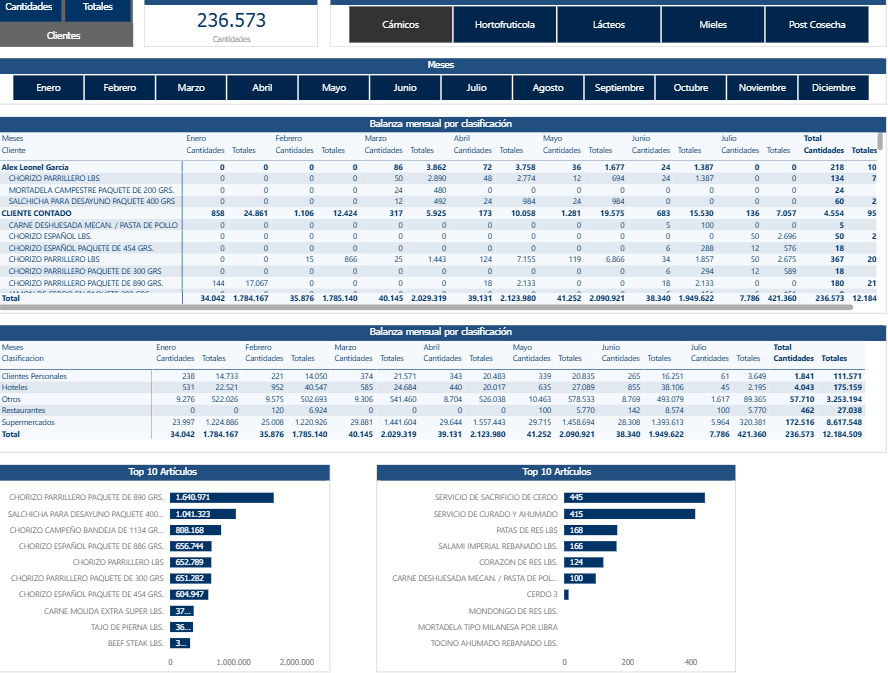 Cantidades Totales
Clientes
236.573
Cantidades
Cárnicos Hortofruticola Lácteos Mieles Post Cosecha
Meses
Enero Febrero Marzo Abril Mayo Junio Julio Agosto Septiembre Octubre Noviembre Diciembre
Balanza mensual por clasificación
Meses Enero Febrero Marzo Abril Mayo Junio Julio Total
Cliente Cantidades Totales Cantidades Totales Cantidades Totales Cantidades Totales Cantidades Totales Cantidades Totales Cantidades Totales Cantidades Totales
Alex Leonel García 0 0 0 0 86 3.862 72 3.758 36 1.677 24 1.387 0 0 218 10
CHORIZO PARRILLERO LBS 0 0 0 0 50 2.890 48 2.774 12 694 24 1.387 0 0 134 7
MORTADELA CAMPESTRE PAQUETE DE 200 GRS. 0 0 0 0 24 480 0 0 0 0 0 0 0 0 24
SALCHICHA PARA DESAYUNO PAQUETE 400 GRS 0 0 0 0 12 492 24 984 24 984 0 0 0 0 60 2
CLIENTE CONTADO 858 24.861 1.106 12.424 317 5.925 173 10.058 1.281 19.575 683 15.530 136 7.057 4.554 95
CARNE DESHUESADA MECAN. / PASTA DE POLLO 0 0 0 0 0 0 0 0 0 0 5 100 0 0 5
CHORIZO ESPAÑOL LBS. 0 0 0 0 0 0 0 0 0 0 0 0 50 2.696 50 2
CHORIZO ESPAÑOL PAQUETE DE 454 GRS. 0 0 0 0 0 0 0 0 0 0 6 288 12 576 18
CHORIZO PARRILLERO LBS 0 0 15 866 25 1.443 124 7.155 119 6.866 34 1.857 50 2.675 367 20
CHORIZO PARRILLERO PAQUETE DE 300 GRS 0 0 0 0 0 0 0 0 0 0 6 294 12 589 18
CHORIZO PARRILLERO PAQUETE DE 890 GRS. 144 17.067 0 0 0 0 18 2.133 0 0 18 2.133 0 0 180 21
Total 34.042 1.784.167 35.876 1.785.140 40.145 2.029.319 39.131 2.123.980 41.252 2.090.921 38.340 1.949.622 7.786 421.360 236.573 12.184
Balanza mensual por clasificación
Meses Enero Febrero Marzo Abril Mayo Junio Julio Total
Clasificacion Cantidades Totales Cantidades Totales Cantidades Totales Cantidades Totales Cantidades Totales Cantidades Totales Cantidades Totales Cantidades Totales
Clientes Personales 238 14.733 221 14.050 374 21.571 343 20.483 339 20.835 265 16.251 61 3.649 1.841 111.571
Hoteles 531 22.521 952 40.547 585 24.684 440 20.017 635 27.089 855 38.106 45 2.195 4.043 175.159
Otros 9.276 522.026 9.575 502.693 9.306 541.460 8.704 526.038 10.463 578.533 8.769 493.079 1.617 89.365 57.710 3.253.194
Restaurantes 0 0 120 6.924 0 0 0 0 100 5.770 142 8.574 100 5.770 462 27.038
Supermercados 23.997 1.224.886 25.008 1.220.926 29.881 1.441.604 29.644 1.557.443 29.715 1.458.694 28.308 1.393.613 5.964 320.381 172.516 8.617.548
Total 34.042 1.784.167 35.876 1.785.140 40.145 2.029.319 39.131 2.123.980 41.252 2.090.921 38.340 1.949.622 7.786 421.360 236.573 12.184.509
Top 10 Artículos
CHORIZO PARRILLERO PAQUETE DE 890 GRS. 1.640.971
SALCHICHA PARA DESAYUNO PAQUETE 400... 1.041.323
CHORIZO CAMPEÑO BANDEJA DE 1134 GR... 808.168
CHORIZO ESPAÑOL PAQUETE DE 886 GRS. 656.744
CHORIZO PARRILLERO LBS 652.789
CHORIZO PARRILLERO PAQUETE DE 300 GRS 651.282
CHORIZO ESPAÑOL PAQUETE DE 454 GRS. 604.947
CARNE MOLIDA EXTRA SUPER LBS. 37...
TAJO DE PIERNA LBS. 36...
BEEF STEAK LBS. 3...
0 1.000.000 2.000.000
Top 10 Artículos
SERVICIO DE SACRIFICIO DE CERDO 445
SERVICIO DE CURADO Y AHUMADO 415
PATAS DE RES LBS 168
SALAMI IMPERIAL REBANADO LBS. 166
CORAZON DE RES LBS. 124
CARNE DESHUESADA MECAN. / PASTA DE POL... 100
CERDO 3
MONDONGO DE RES LBS.
MORTADELA TIPO MILANESA POR LIBRA
TOCINO AHUMADO REBANADO LBS.
0 200 400